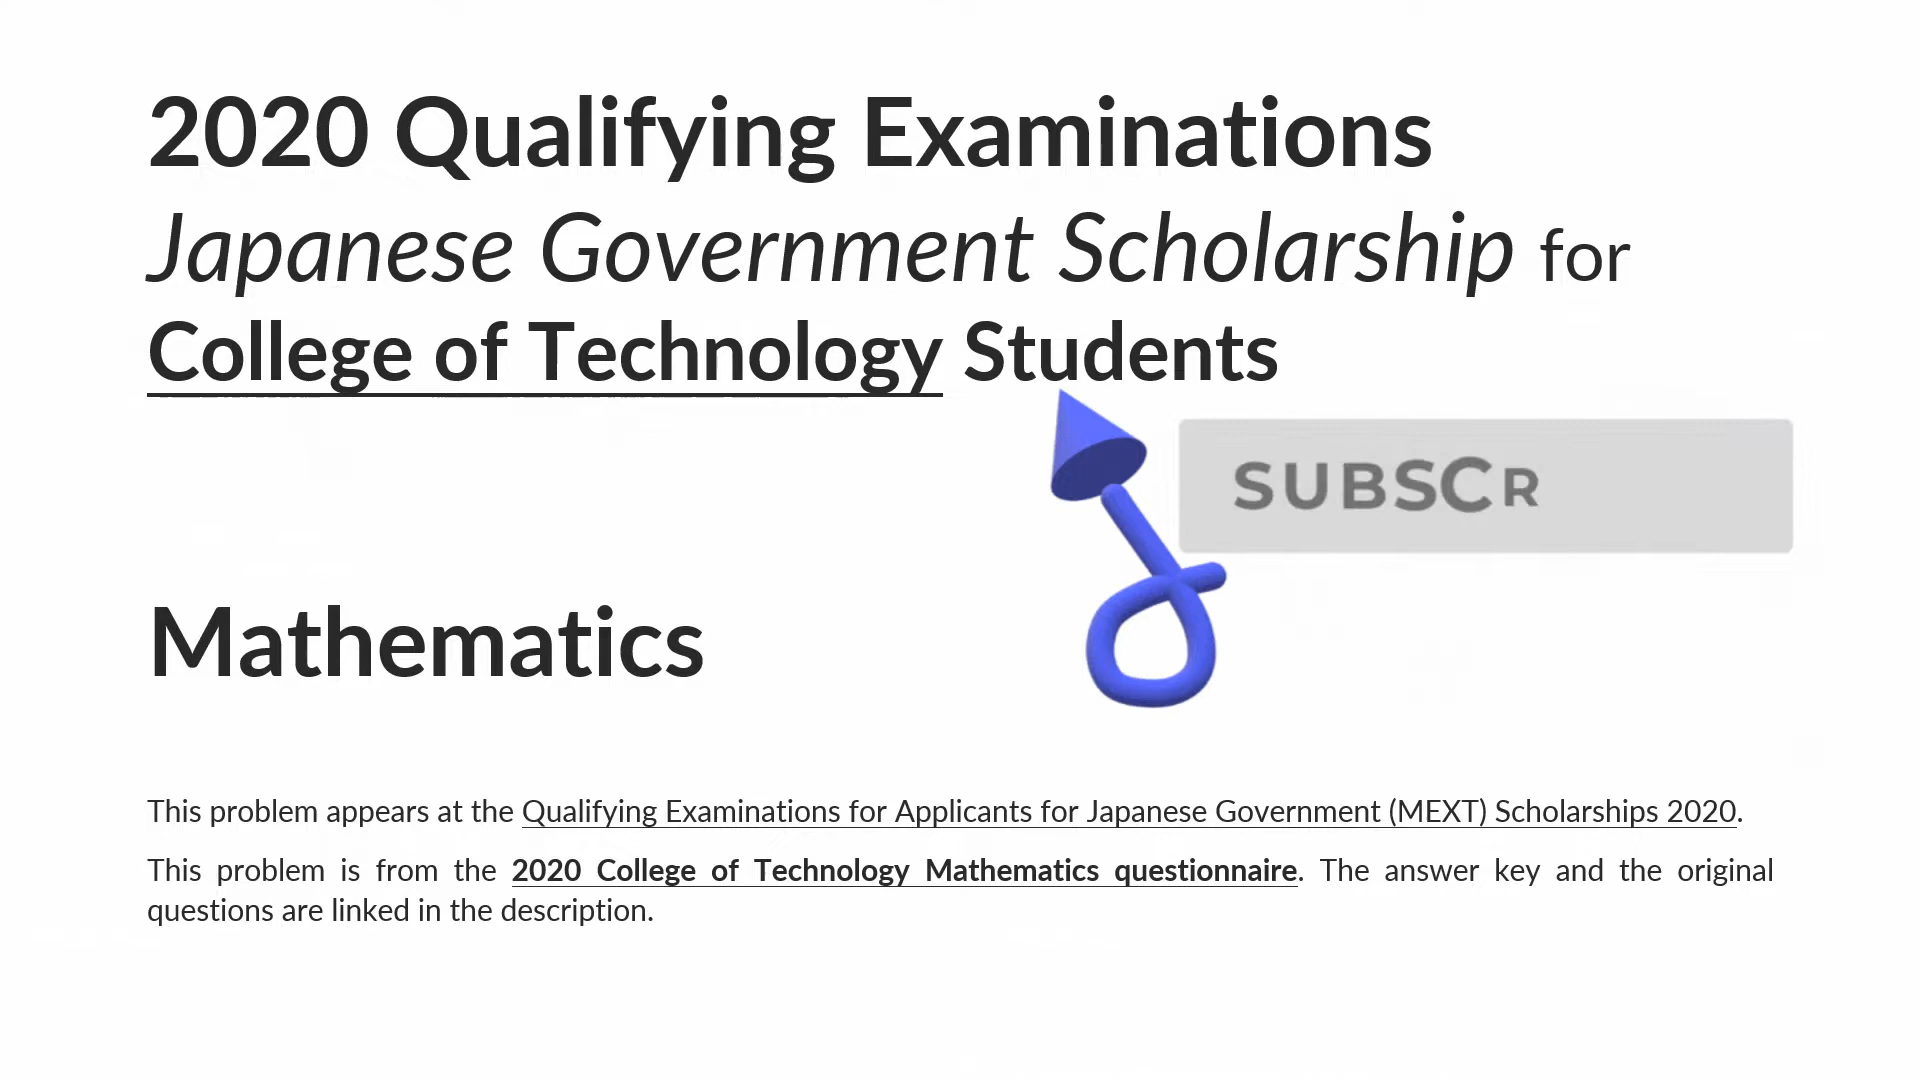 2020 Qualifying Examinations
Japanese Government Scholarship for
College of Technology Students
SUBSCR
Mathematics
This problem appears at the Qualifying Examinations for Applicants for Japanese Government (MEXT) Scholarships 2020.
This problem is from the 2020 College of Technology Mathematics questionnaire. The answer key and the original
questions are linked in the description.